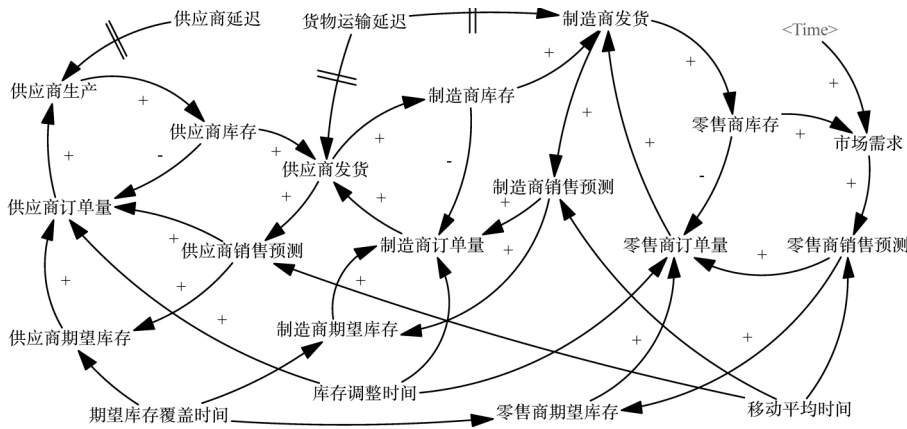 供应商延迟
货物运输延迟
制造商发货
<Time>
供应商生产
制造商库存
供应商库存
零售商库存
市场需求
供应商发货
制造商销售预测
供应商订单量
供应商销售预测
制造商订单量
零售商订单量
零售商销售预测
供应商期望库存
制造商期望库存
库存调整时间
期望库存覆盖时间
零售商期望库存
移动平均时间